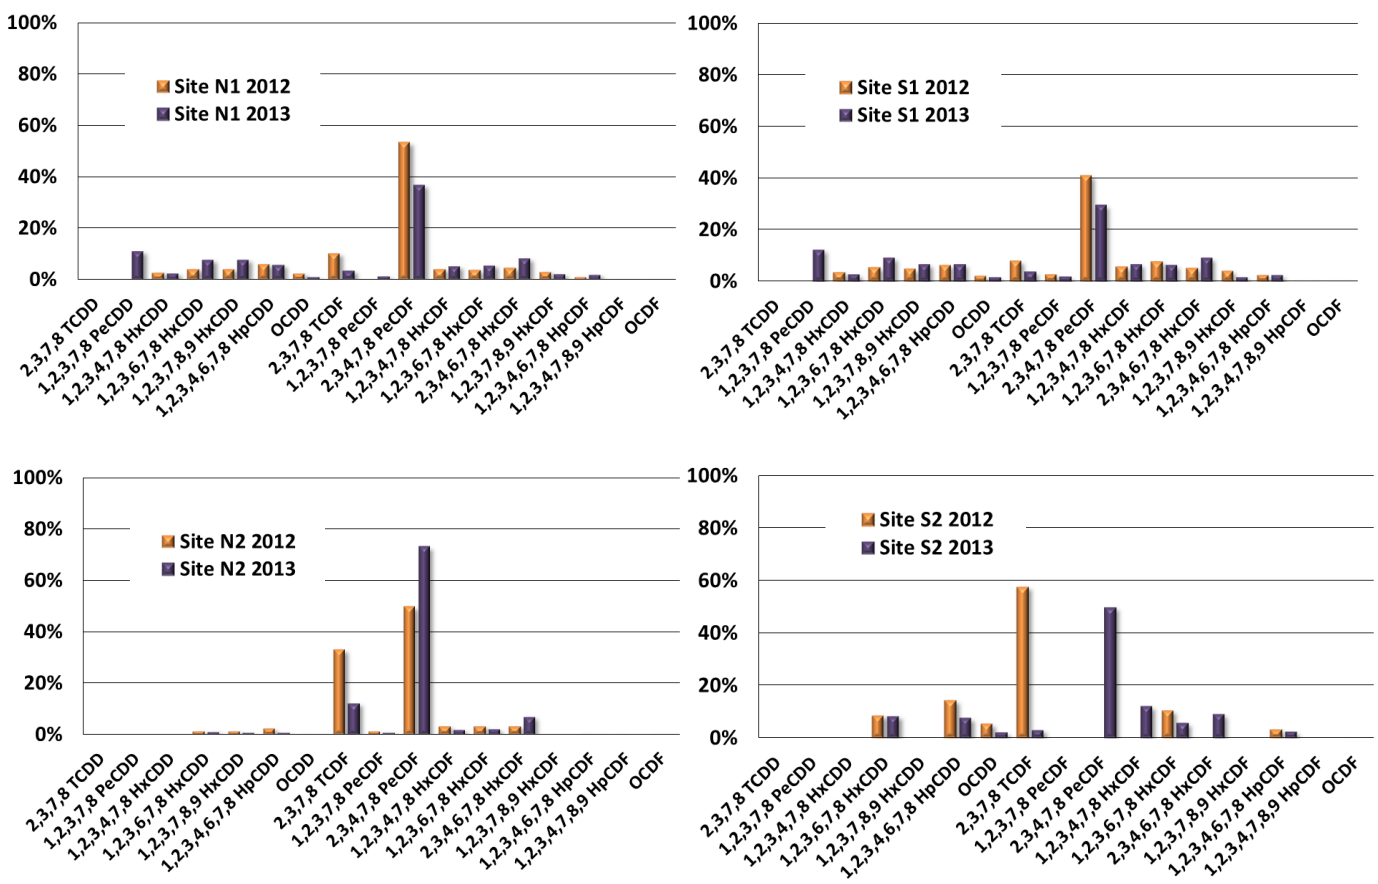 100%
80%
60%
40%
20%
0%
Site N1 2012
Site N1 2013
2,3,7,8 TCDD
1,2,3,7,8 PeCDD
1,2,3,4,7,8 HxCDD
1,2,3,6,7,8 HxCDD
1,2,3,7,8,9 HxCDD
1,2,3,4,6,7,8 HpCDD
OCDD
2,3,7,8 TCDF
1,2,3,7,8 PeCDF
2,3,4,7,8 PeCDF
1,2,3,4,7,8 HxCDF
1,2,3,6,7,8 HxCDF
2,3,4,6,7,8 HxCDF
1,2,3,7,8,9 HxCDF
1,2,3,4,6,7,8 HpCDF
1,2,3,4,7,8,9 HpCDF
OCDF
100%
80%
60%
40%
20%
0%
Site S1 2012
Site S1 2013
2,3,7,8 TCDD
1,2,3,7,8 PeCDD
1,2,3,4,7,8 HxCDD
1,2,3,6,7,8 HxCDD
1,2,3,7,8,9 HxCDD
1,2,3,4,6,7,8 HpCDD
OCDD
2,3,7,8 TCDF
1,2,3,7,8 PeCDF
2,3,4,7,8 PeCDF
1,2,3,4,7,8 HxCDF
1,2,3,6,7,8 HxCDF
2,3,4,6,7,8 HxCDF
1,2,3,7,8,9 HxCDF
1,2,3,4,6,7,8 HpCDF
1,2,3,4,7,8,9 HpCDF
OCDF
100%
80%
60%
40%
20%
0%
Site N2 2012
Site N2 2013
2,3,7,8 TCDD
1,2,3,7,8 PeCDD
1,2,3,4,7,8 HxCDD
1,2,3,6,7,8 HxCDD
1,2,3,7,8,9 HxCDD
1,2,3,4,6,7,8 HpCDD
OCDD
2,3,7,8 TCDF
1,2,3,7,8 PeCDF
2,3,4,7,8 PeCDF
1,2,3,4,7,8 HxCDF
1,2,3,6,7,8 HxCDF
2,3,4,6,7,8 HxCDF
1,2,3,7,8,9 HxCDF
1,2,3,4,6,7,8 HpCDF
1,2,3,4,7,8,9 HpCDF
OCDF
100%
80%
60%
40%
20%
0%
Site S2 2012
Site S2 2013
2,3,7,8 TCDD
1,2,3,7,8 PeCDD
1,2,3,4,7,8 HxCDD
1,2,3,6,7,8 HxCDD
1,2,3,7,8,9 HxCDD
1,2,3,4,6,7,8 HpCDD
OCDD
2,3,7,8 TCDF
1,2,3,7,8 PeCDF
2,3,4,7,8 PeCDF
1,2,3,4,7,8 HxCDF
1,2,3,6,7,8 HxCDF
2,3,4,6,7,8 HxCDF
1,2,3,7,8,9 HxCDF
1,2,3,4,6,7,8 HpCDF
1,2,3,4,7,8,9 HpCDF
OCDF